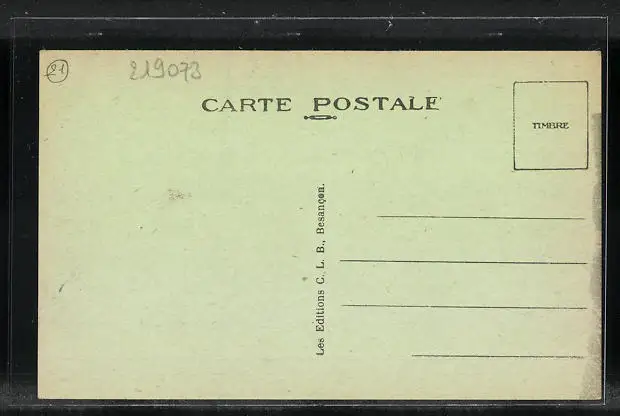 21
219073
CARTE POSTALE
TIMBRE
Les Editions C. L. B., Besançon.